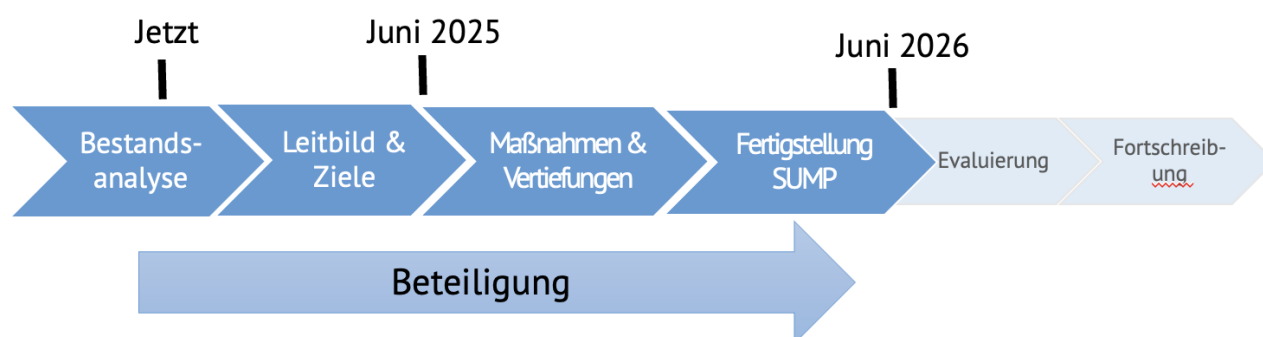 Jetzt
Juni 2025
Juni 2026
Bestands-
analyse
Leitbild &
Ziele
Maßnahmen &
Vertiefungen
Fertigstellung
SUMP
Evaluierung
Fortschreib-
ung
Beteiligung